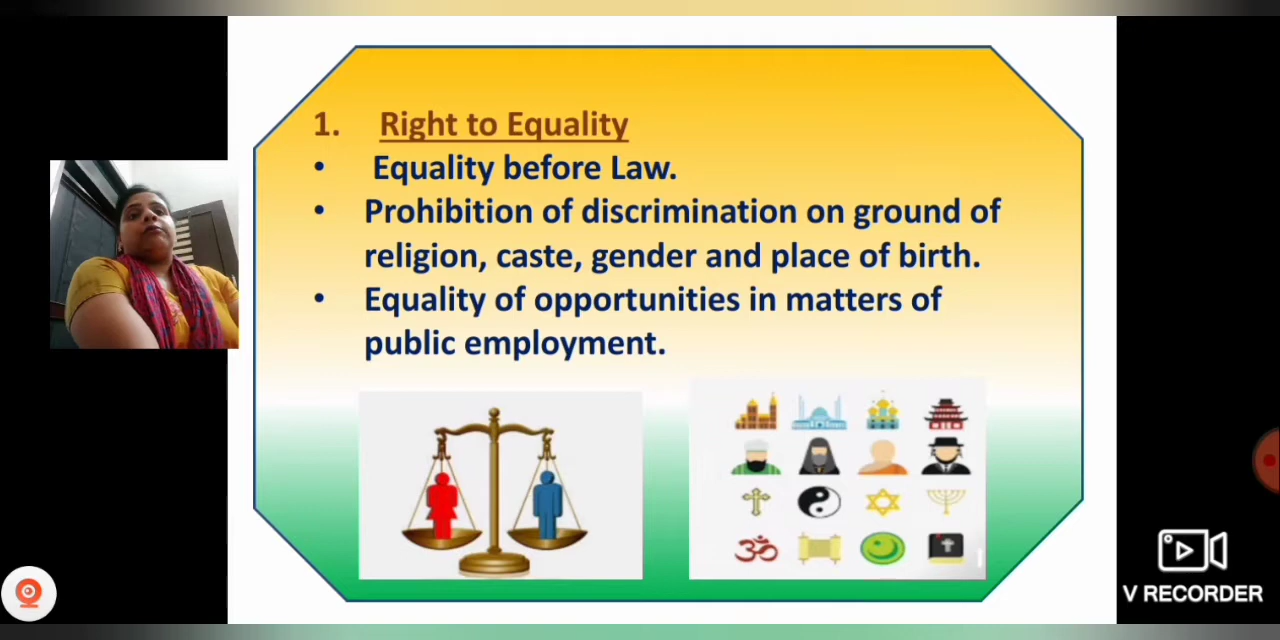 1. Right to Equality
• Equality before Law.
• Prohibition of discrimination on ground of
religion, caste, gender and place of birth.
• Equality of opportunities in matters of
public employment.
V RECORDER